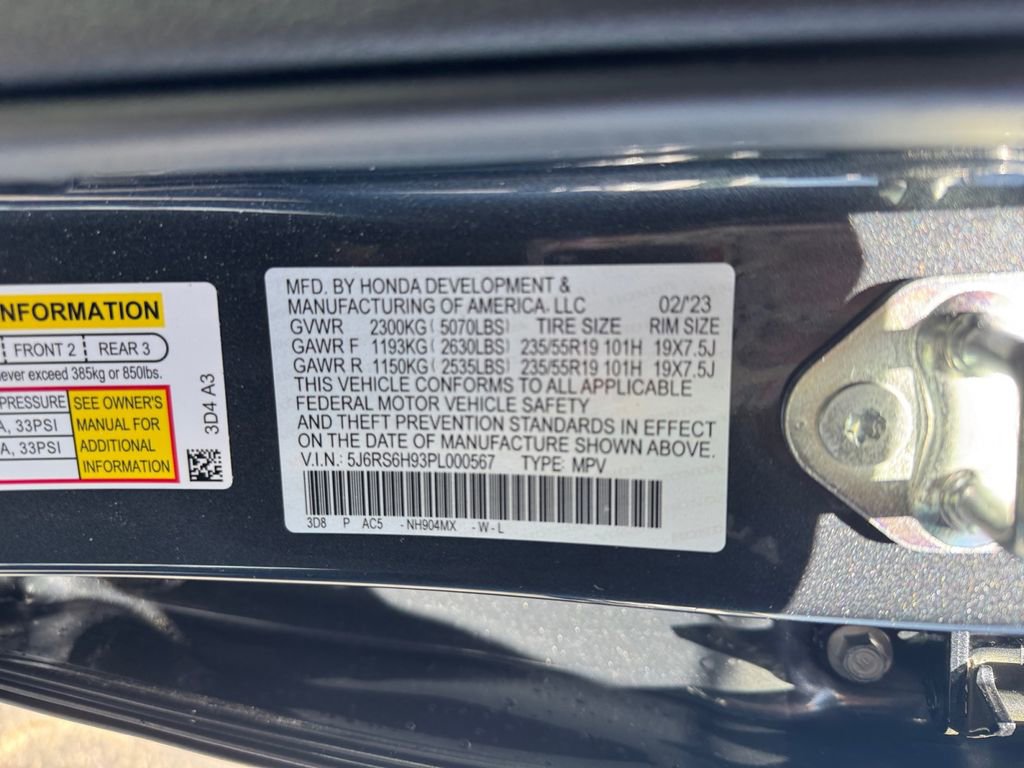 INFORMATION
FRONT 2 REAR 3
never exceed 385kg or 850lbs.
PRESSURE
A, 33PSI
A, 33PSI
SEE OWNER'S
MANUAL FOR
ADDITIONAL
INFORMATION
3D4 A3
MFD. BY HONDA DEVELOPMENT &
MANUFACTURING OF AMERICA, LLC 02/'23
GVWR 2300KG( 5070LBS) TIRE SIZE RIM SIZE
GAWR F 1193KG( 2630LBS) 235/55R19 101H 19X7.5J
GAWR R 1150KG( 2535LBS) 235/55R19 101H 19X7.5J
THIS VEHICLE CONFORMS TO ALL APPLICABLE
FEDERAL MOTOR VEHICLE SAFETY
AND THEFT PREVENTION STANDARDS IN EFFECT
ON THE DATE OF MANUFACTURE SHOWN ABOVE.
V.I.N.: 5J6RS6H93PL000567 TYPE: MPV
3D8 P AC5 -NH904MX -W-L